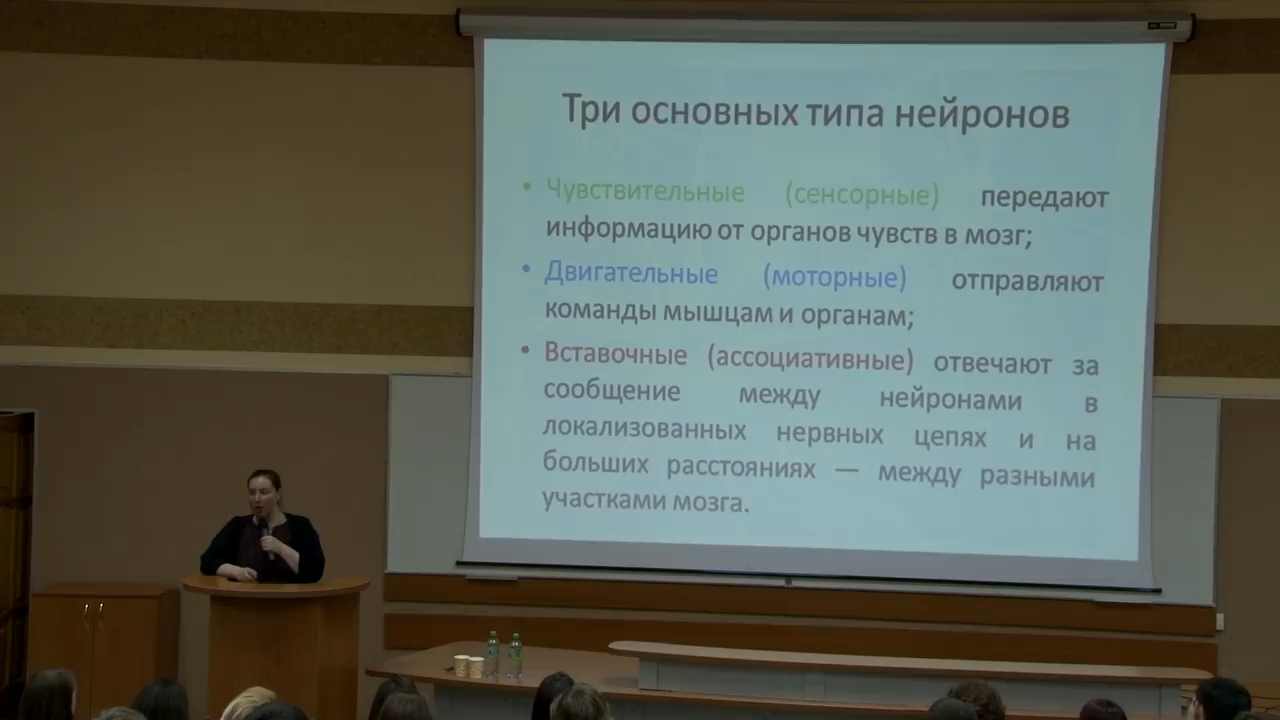 Три основных типа нейронов
• Чувствительные (сенсорные) передают
информацию от органов чувств в мозг;
• Двигательные (моторные) отправляют
команды мышцам и органам;
• Вставочные (ассоциативные) отвечают за
сообщение между нейронами в
локализованных нервных цепях и на
больших расстояниях — между разными
участками мозга.